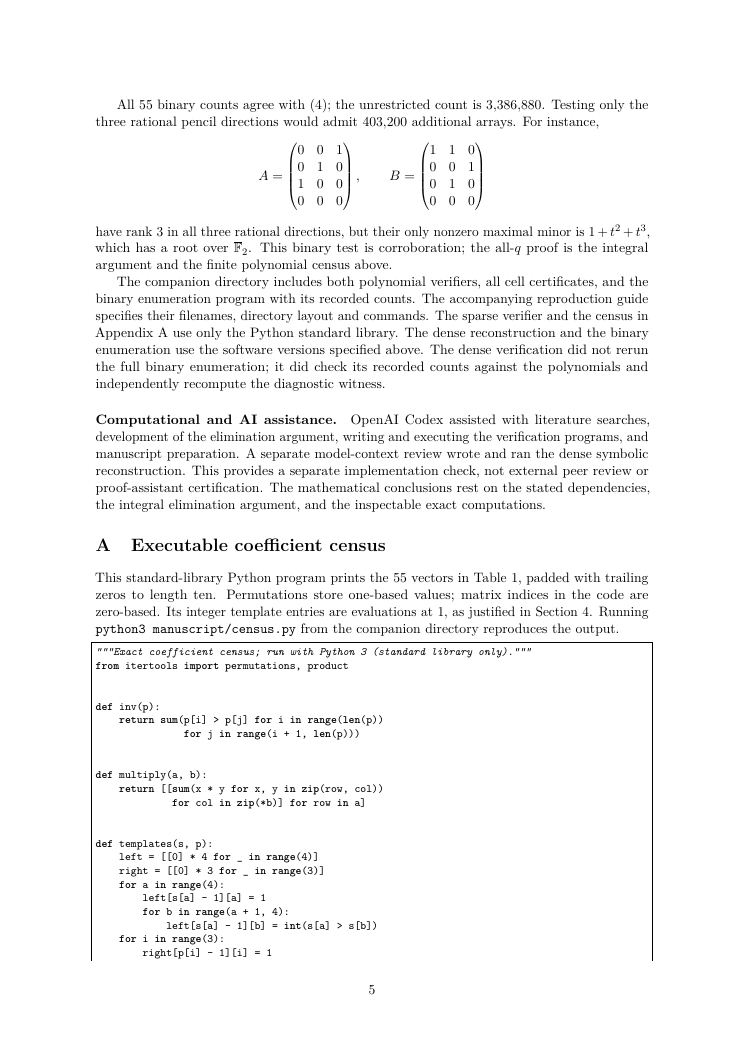 All 55 binary counts agree with (4); the unrestricted count is 3,386,880. Testing only the
three rational pencil directions would admit 403,200 additional arrays. For instance,
A = (0 0 1
0 1 0
1 0 0
0 0 0), B = (1 1 0
0 0 1
0 1 0
0 0 0)
have rank 3 in all three rational directions, but their only nonzero maximal minor is 1 + t² + t³,
which has a root over F̅₂. This binary test is corroboration; the all-q proof is the integral
argument and the finite polynomial census above.
The companion directory includes both polynomial verifiers, all cell certificates, and the
binary enumeration program with its recorded counts. The accompanying reproduction guide
specifies their filenames, directory layout and commands. The sparse verifier and the census in
Appendix A use only the Python standard library. The dense reconstruction and the binary
enumeration use the software versions specified above. The dense verification did not rerun
the full binary enumeration; it did check its recorded counts against the polynomials and
independently recompute the diagnostic witness.
Computational and AI assistance. OpenAI Codex assisted with literature searches,
development of the elimination argument, writing and executing the verification programs, and
manuscript preparation. A separate model-context review wrote and ran the dense symbolic
reconstruction. This provides a separate implementation check, not external peer review or
proof-assistant certification. The mathematical conclusions rest on the stated dependencies,
the integral elimination argument, and the inspectable exact computations.
A Executable coefficient census
This standard-library Python program prints the 55 vectors in Table 1, padded with trailing
zeros to length ten. Permutations store one-based values; matrix indices in the code are
zero-based. Its integer template entries are evaluations at 1, as justified in Section 4. Running
python3 manuscript/census.py from the companion directory reproduces the output.
"""Exact coefficient census; run with Python 3 (standard library only)."""
from itertools import permutations, product
def inv(p):
    return sum(p[i] > p[j] for i in range(len(p))
               for j in range(i + 1, len(p)))
def multiply(a, b):
    return [[sum(x * y for x, y in zip(row, col))
             for col in zip(*b)] for row in a]
def templates(s, p):
    left = [[0] * 4 for _ in range(4)]
    right = [[0] * 3 for _ in range(3)]
    for a in range(4):
        left[s[a] - 1][a] = 1
        for b in range(a + 1, 4):
            left[s[a] - 1][b] = int(s[a] > s[b])
    for i in range(3):
        right[p[i] - 1][i] = 1
5